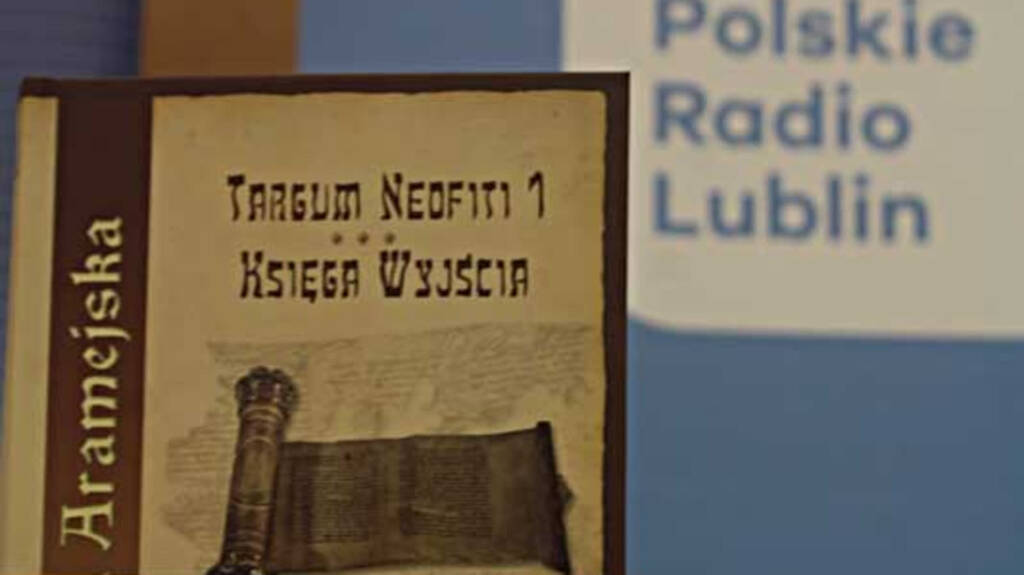 Polskie
Radio
Lublin
Targum Neofiti 1
Księga Wyjścia
Aramejska